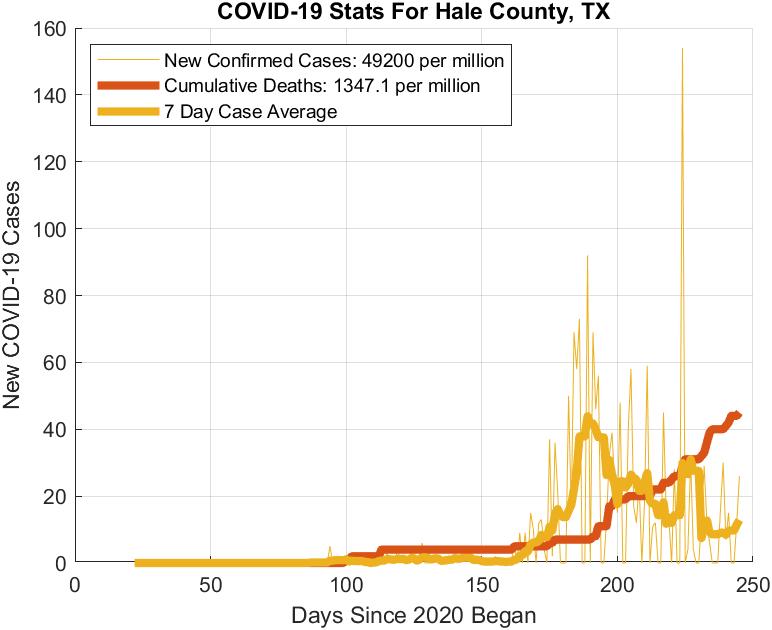 COVID-19 Stats For Hale County, TX
New Confirmed Cases: 49200 per million
Cumulative Deaths: 1347.1 per million
7 Day Case Average
New COVID-19 Cases
160
140
120
100
80
60
40
20
0
0 50 100 150 200 250
Days Since 2020 Began